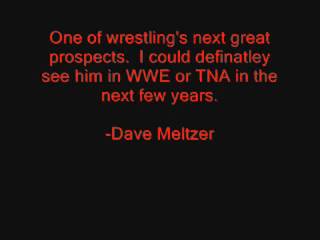 One of wrestling's next great
prospects.  I could definatley
see him in WWE or TNA in the
next few years.
-Dave Meltzer